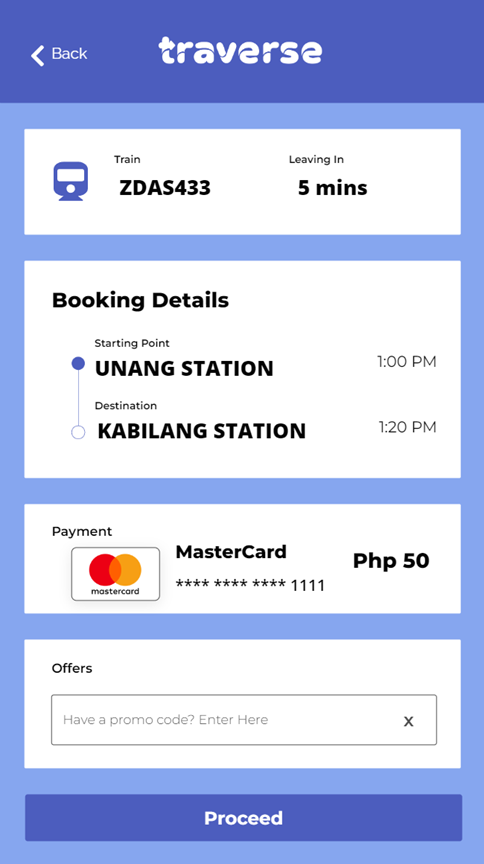 Back
traverse
Train
Leaving In
ZDAS433
5 mins
Booking Details
Starting Point
UNANG STATION
1:00 PM
Destination
KABILANG STATION
1:20 PM
Payment
mastercard
MasterCard
**** **** **** 1111
Php 50
Offers
Have a promo code? Enter Here
x
Proceed